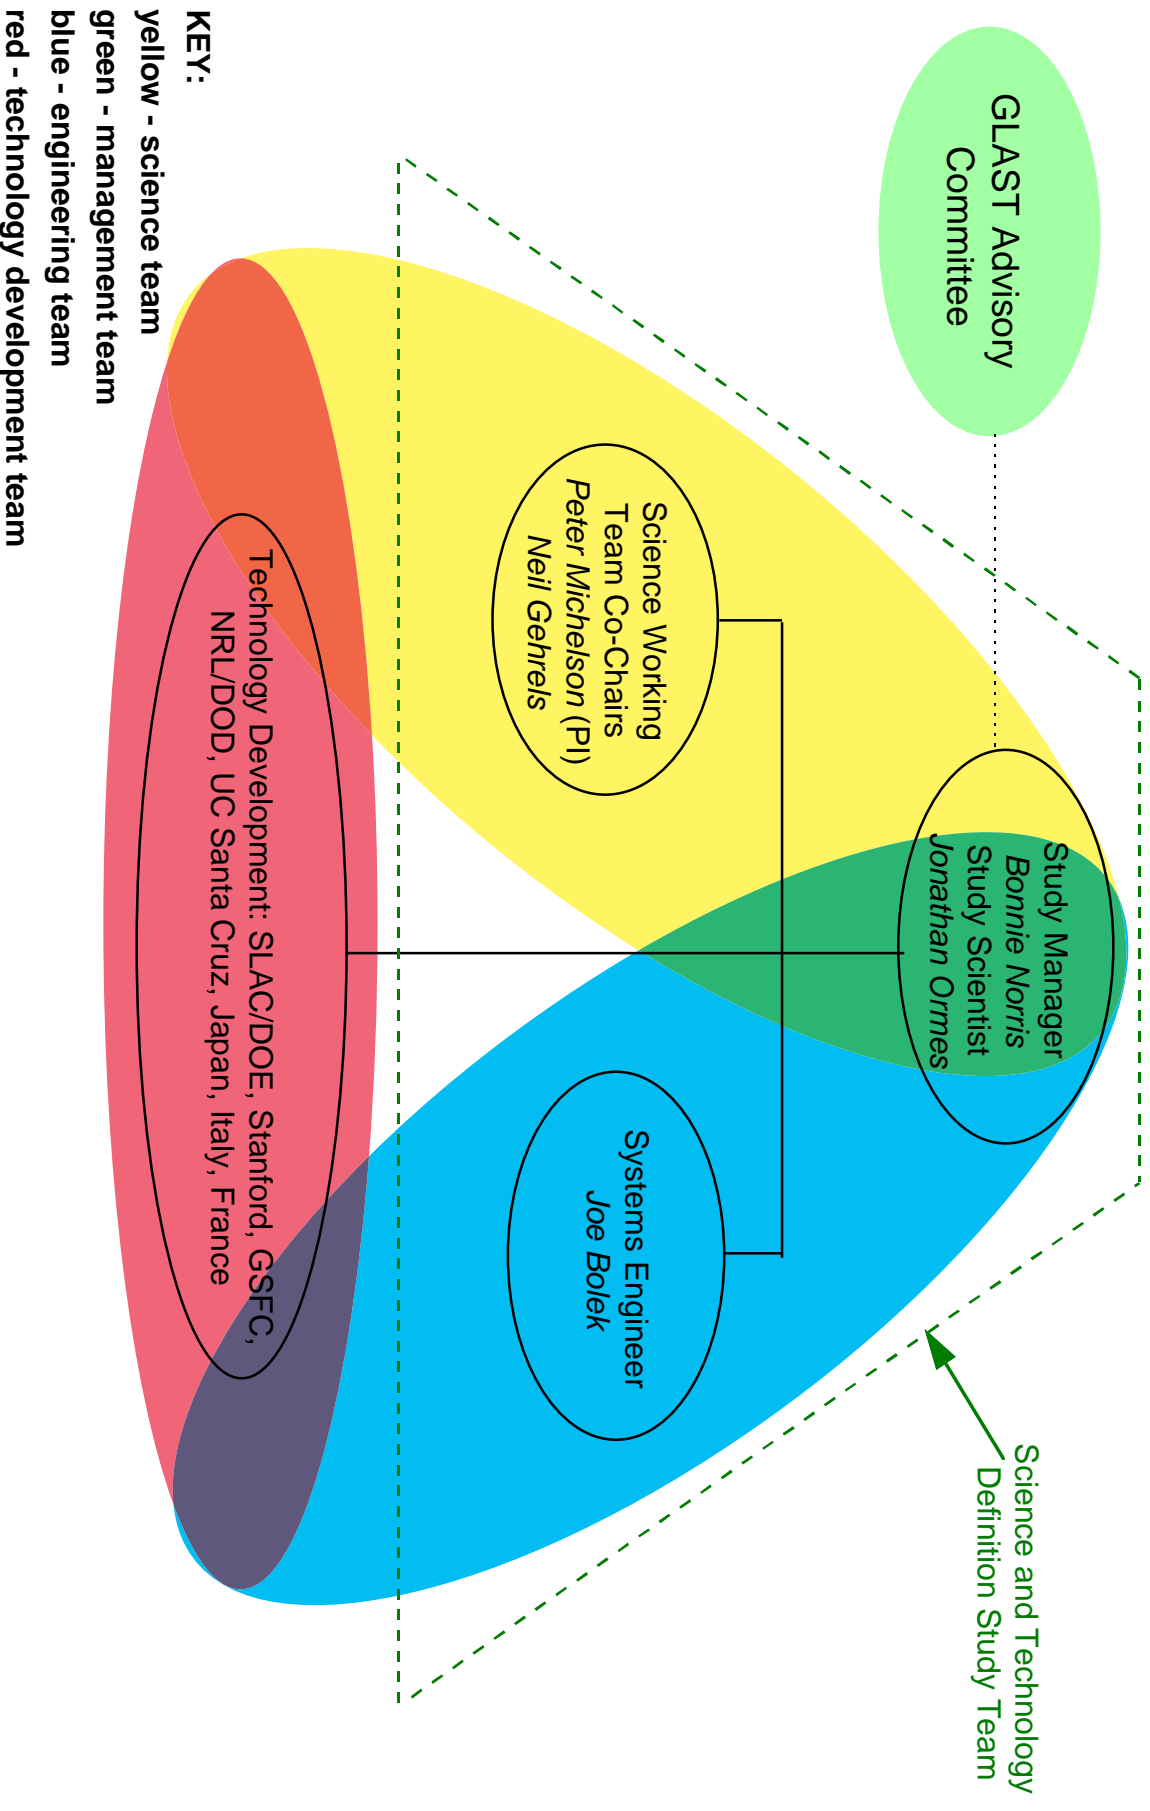 GLAST Advisory
Committee
Study Manager
Bonnie Norris
Study Scientist
Jonathan Ormes
Science and Technology
Definition Study Team
Science Working
Team Co-Chairs
Peter Michelson (PI)
Neil Gehrels
Systems Engineer
Joe Bolek
Technology Development: SLAC/DOE, Stanford, GSFC,
NRL/DOD, UC Santa Cruz, Japan, Italy, France
KEY:
yellow - science team
green - management team
blue - engineering team
red - technology development team